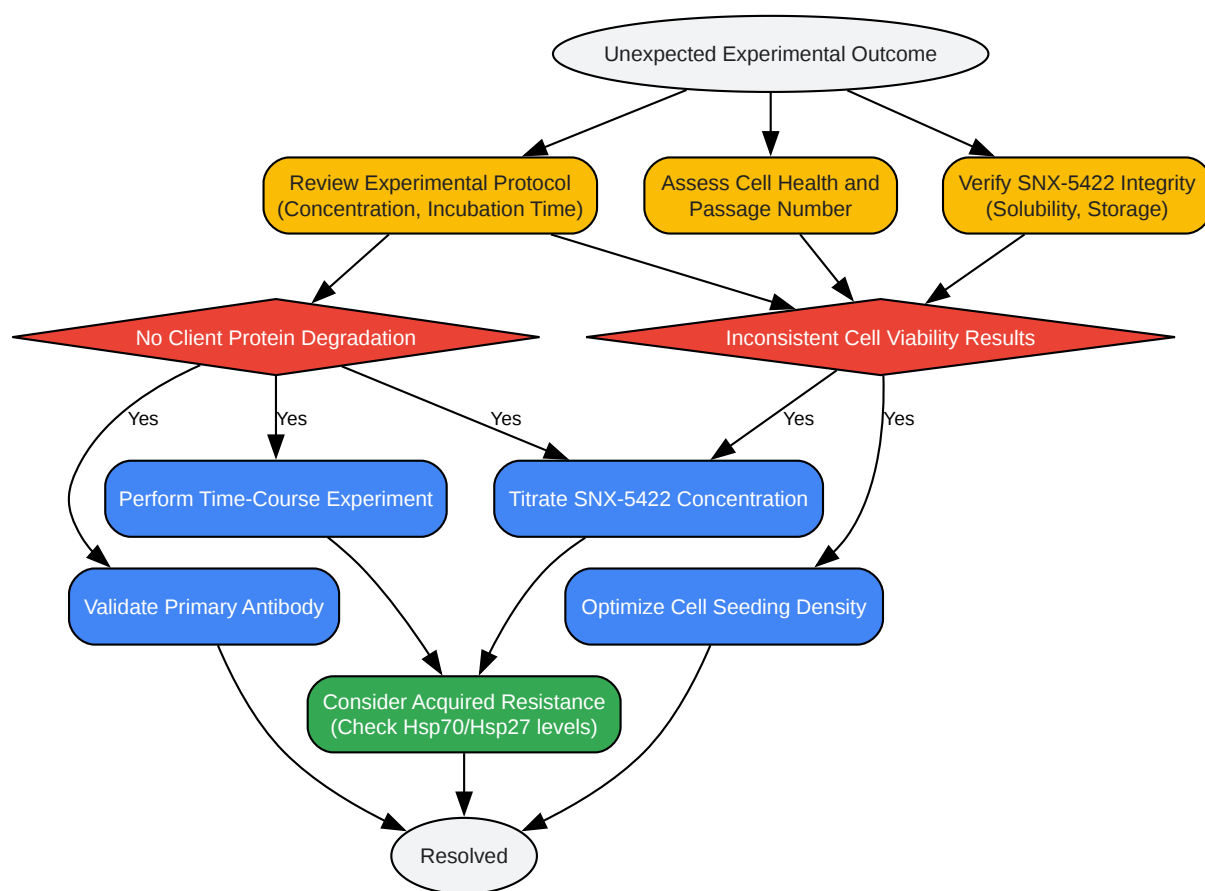 Unexpected Experimental Outcome
Review Experimental Protocol
(Concentration, Incubation Time)
Assess Cell Health and
Passage Number
Verify SNX-5422 Integrity
(Solubility, Storage)
No Client Protein Degradation
Inconsistent Cell Viability Results
Yes
Yes
Yes
Yes
Yes
Perform Time-Course Experiment
Titrate SNX-5422 Concentration
Validate Primary Antibody
Optimize Cell Seeding Density
Consider Acquired Resistance
(Check Hsp70/Hsp27 levels)
Resolved